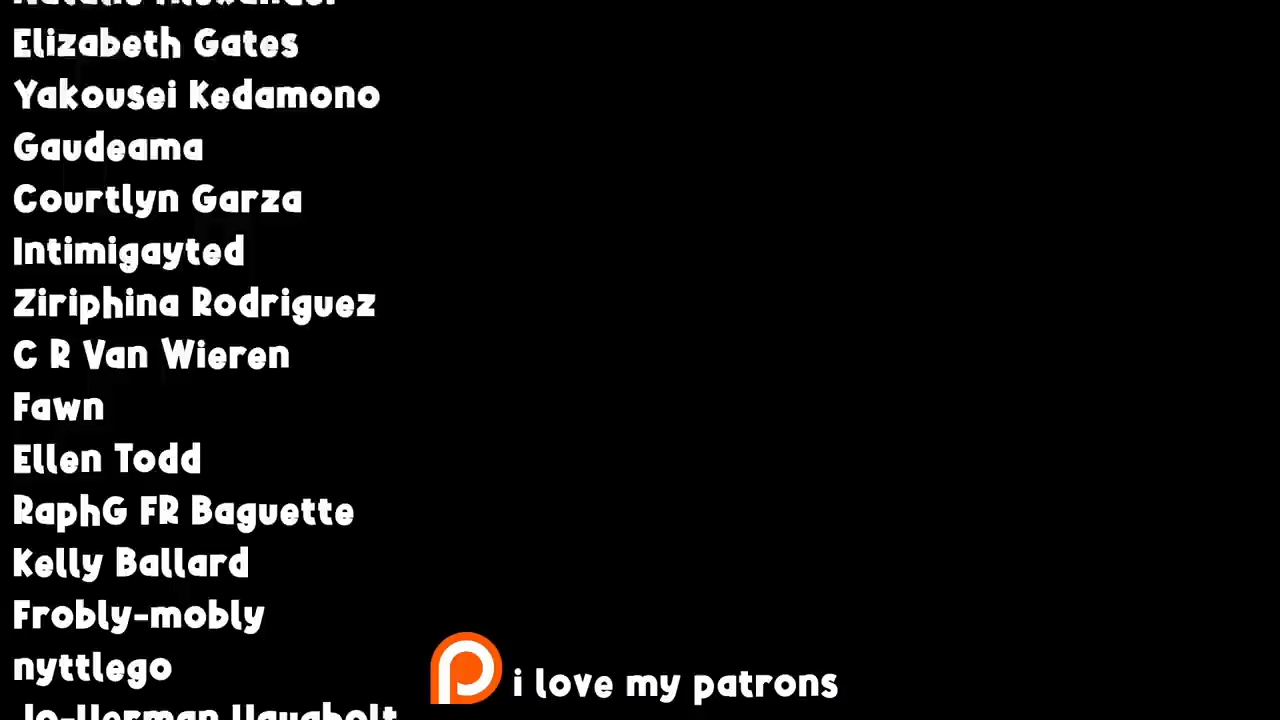 Elizabeth Gates
Yakousei Kedamono
Gaudeama
Courtlyn Garza
Intimigayted
Ziriphina Rodriguez
C R Van Wieren
Fawn
Ellen Todd
RaphG FR Baguette
Kelly Ballard
Frobly-mobly
nyttlego
i love my patrons